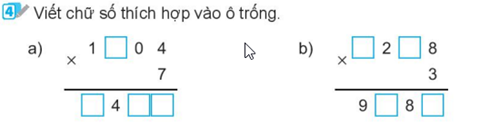 4 Viết chữ số thích hợp vào ô trống.
a) × 1 □ 0 4 b) × □ 2 □ 8
7 3
□ 4 □ □ 9 □ 8 □